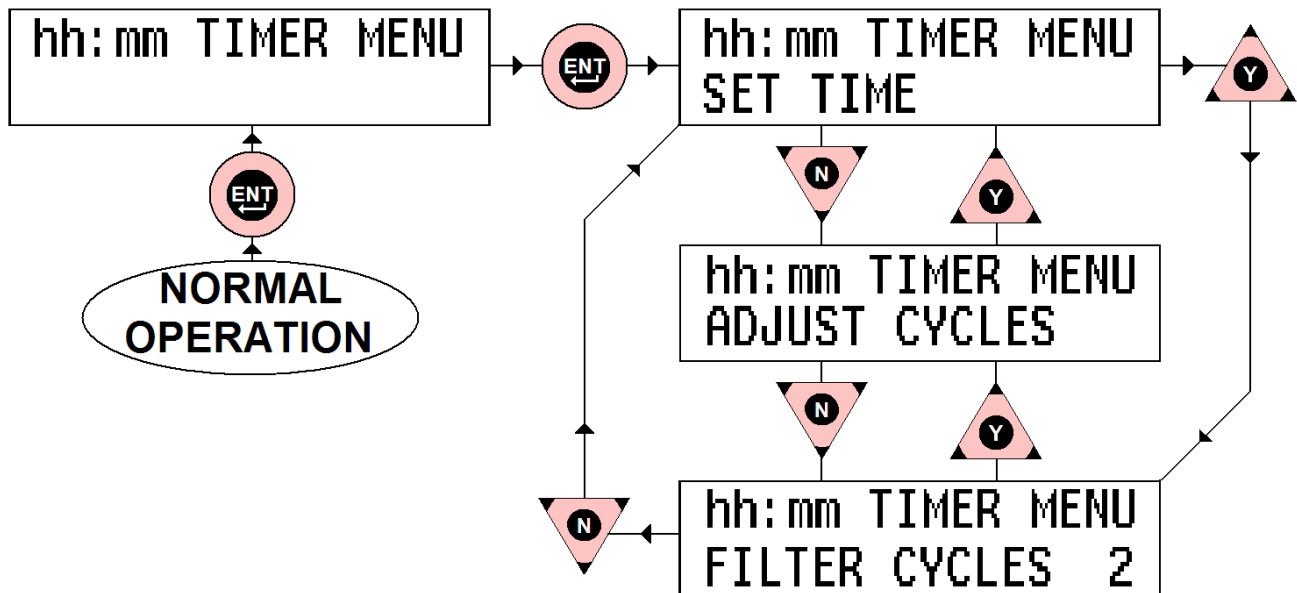 hh:mm TIMER MENU
ENT
hh:mm TIMER MENU
SET TIME
Y
ENT
N
Y
NORMAL
OPERATION
hh:mm TIMER MENU
ADJUST CYCLES
N
Y
N
hh:mm TIMER MENU
FILTER CYCLES 2